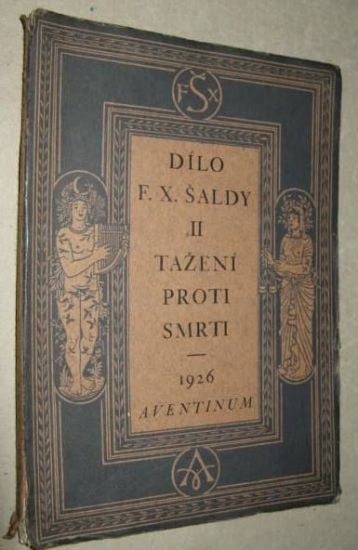 FŠX
DÍLO
F. X. ŠALDY
II
TAŽENÍ
PROTI
SMRTI
1926
AVENTINUM
A